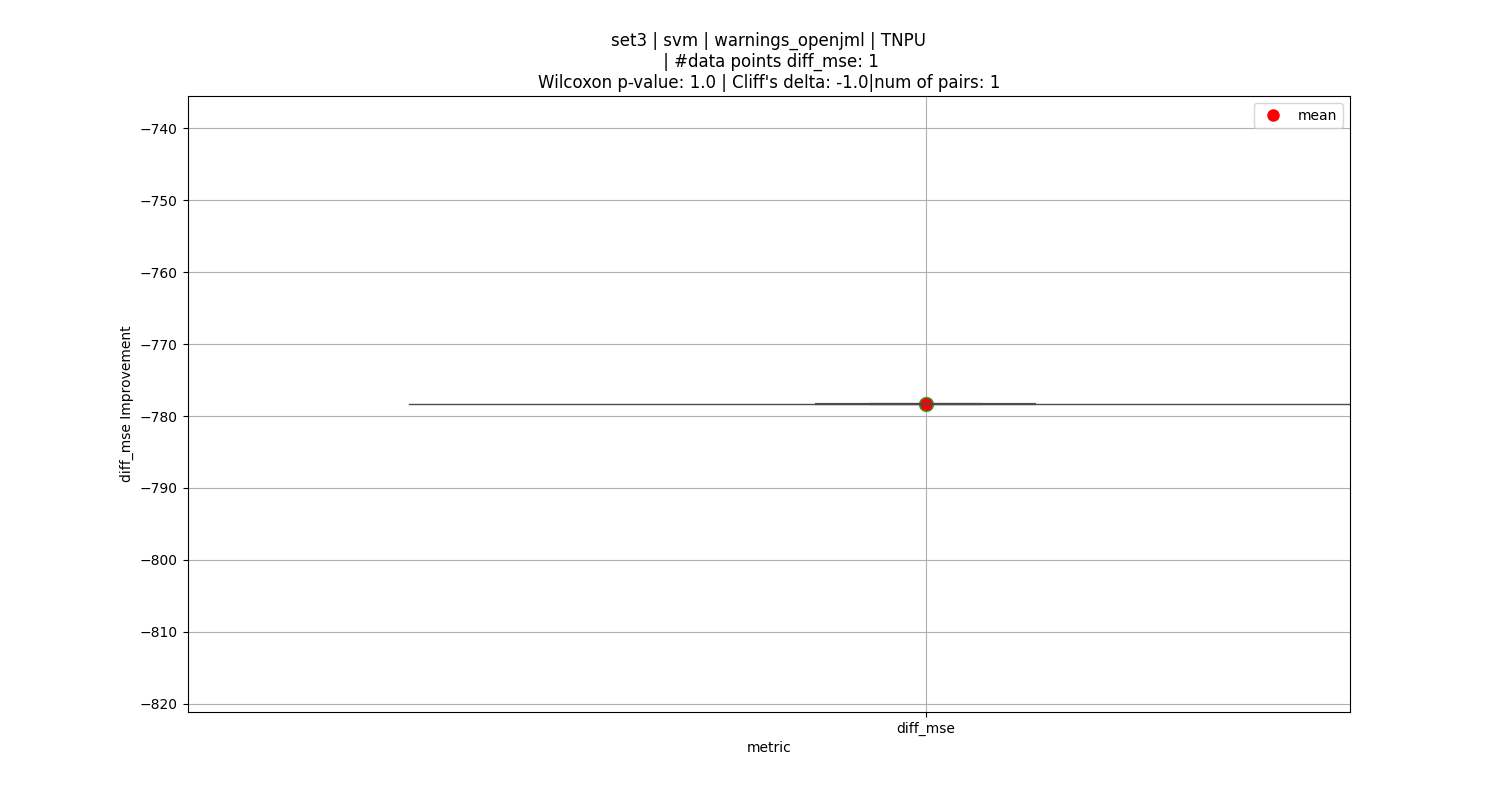 set3 | svm | warnings_openjml | TNPU
| #data points diff_mse: 1
Wilcoxon p-value: 1.0 | Cliff's delta: -1.0|num of pairs: 1
mean
−740
−750
−760
−770
−780
−790
−800
−810
−820
diff_mse Improvement
diff_mse
metric